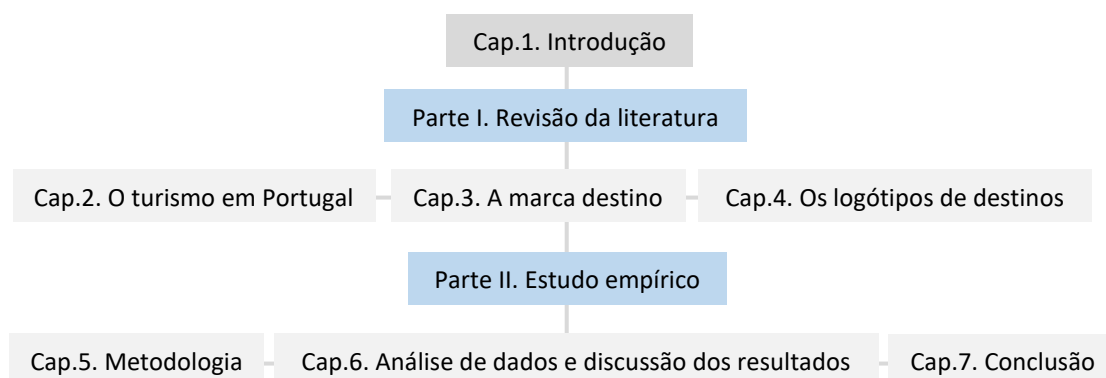 Cap.1. Introdução
Parte I. Revisão da literatura
Cap.2. O turismo em Portugal
Cap.3. A marca destino
Cap.4. Os logótipos de destinos
Parte II. Estudo empírico
Cap.5. Metodologia
Cap.6. Análise de dados e discussão dos resultados
Cap.7. Conclusão